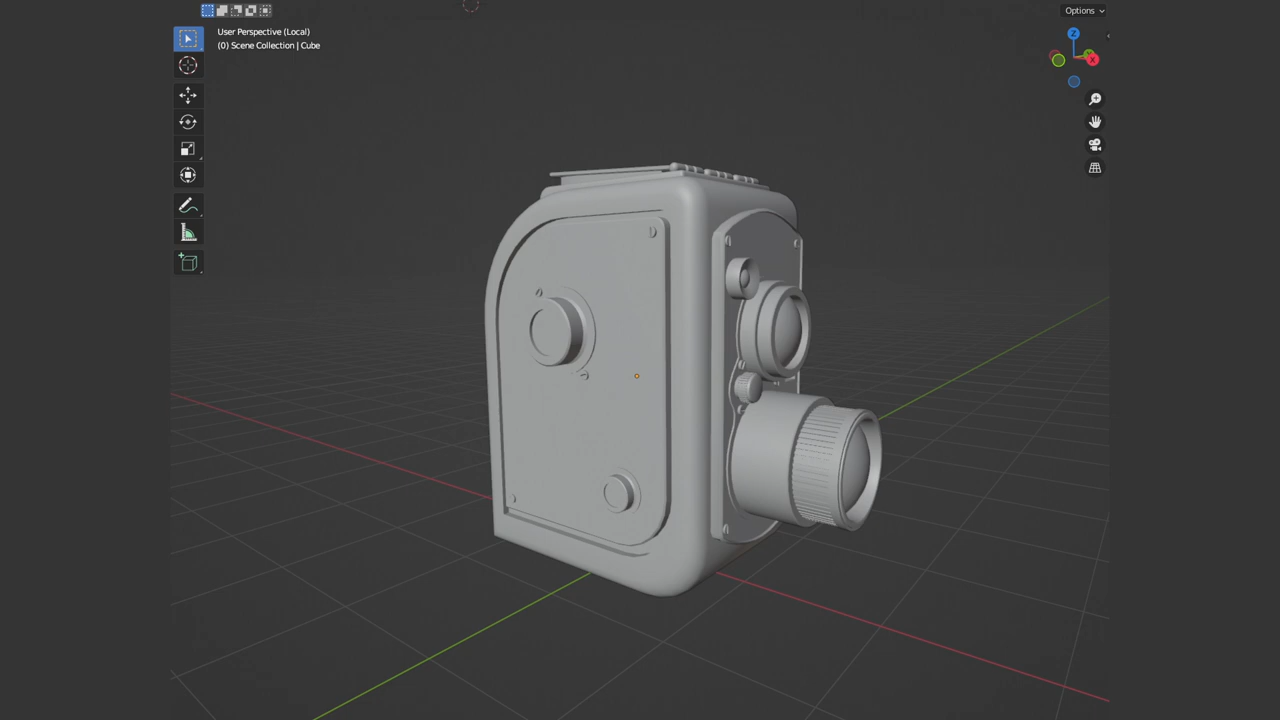 Options
User Perspective (Local)
(0) Scene Collection | Cube
Z
X